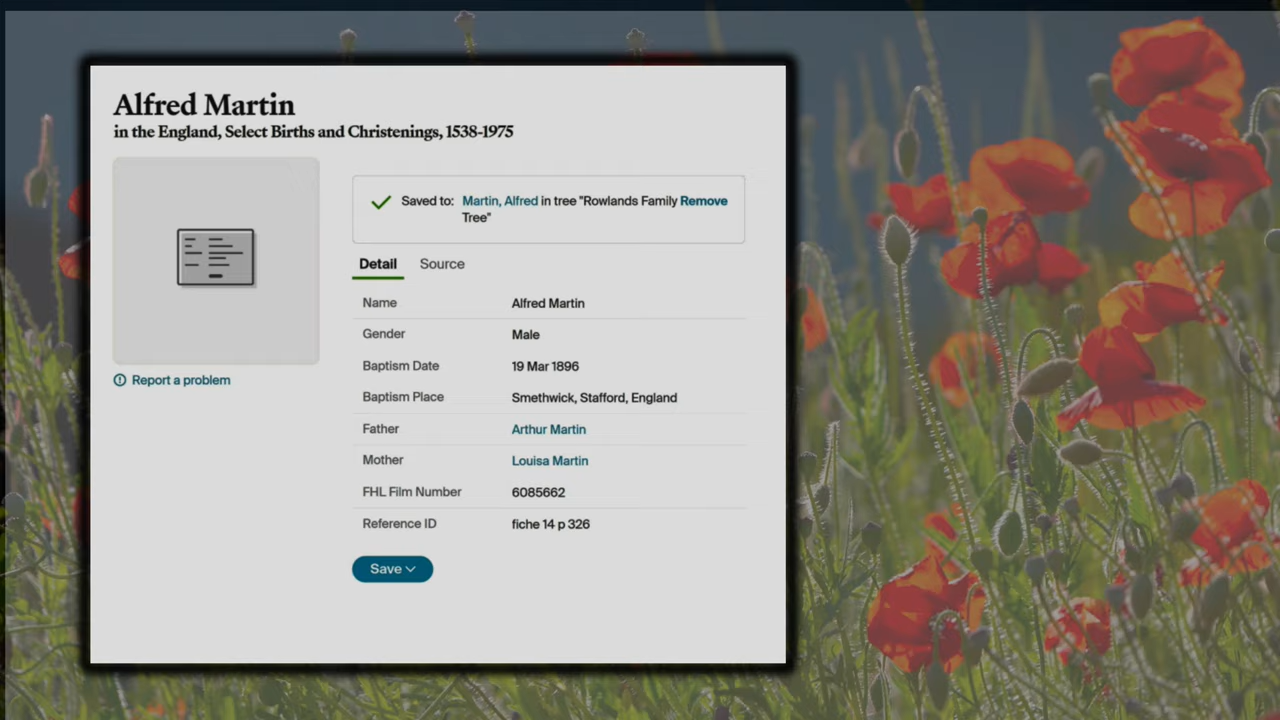 Alfred Martin
in the England, Select Births and Christenings, 1538-1975
Saved to: Martin, Alfred in tree "Rowlands Family Remove
Tree"
Detail Source
Name Alfred Martin
Gender Male
Baptism Date 19 Mar 1896
Baptism Place Smethwick, Stafford, England
Father Arthur Martin
Mother Louisa Martin
FHL Film Number 6085662
Reference ID fiche 14 p 326
Report a problem
Save